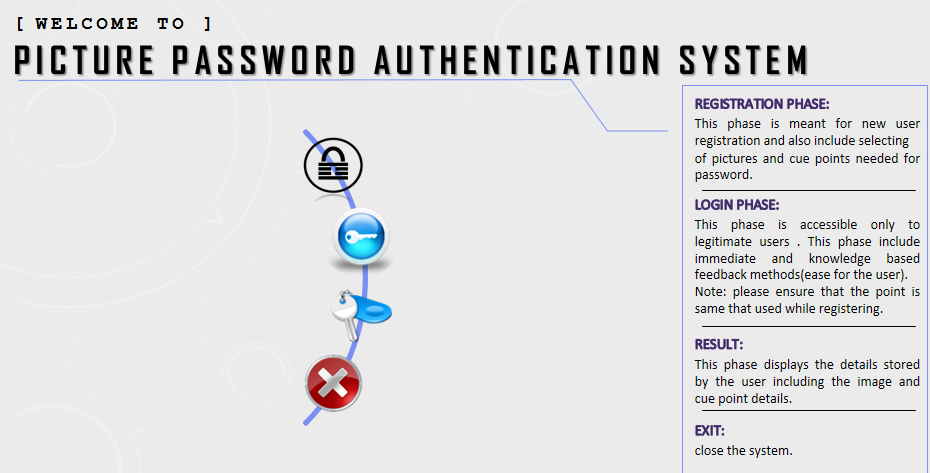 [ WELCOME TO ]
PICTURE PASSWORD AUTHENTICATION SYSTEM
REGISTRATION PHASE:
This phase is meant for new user
registration and also include selecting
of pictures and cue points needed for
password.
LOGIN PHASE:
This phase is accessible only to
legitimate users . This phase include
immediate and knowledge based
feedback methods(ease for the user).
Note: please ensure that the point is
same that used while registering.
RESULT:
This phase displays the details stored
by the user including the image and
cue point details.
EXIT:
close the system.